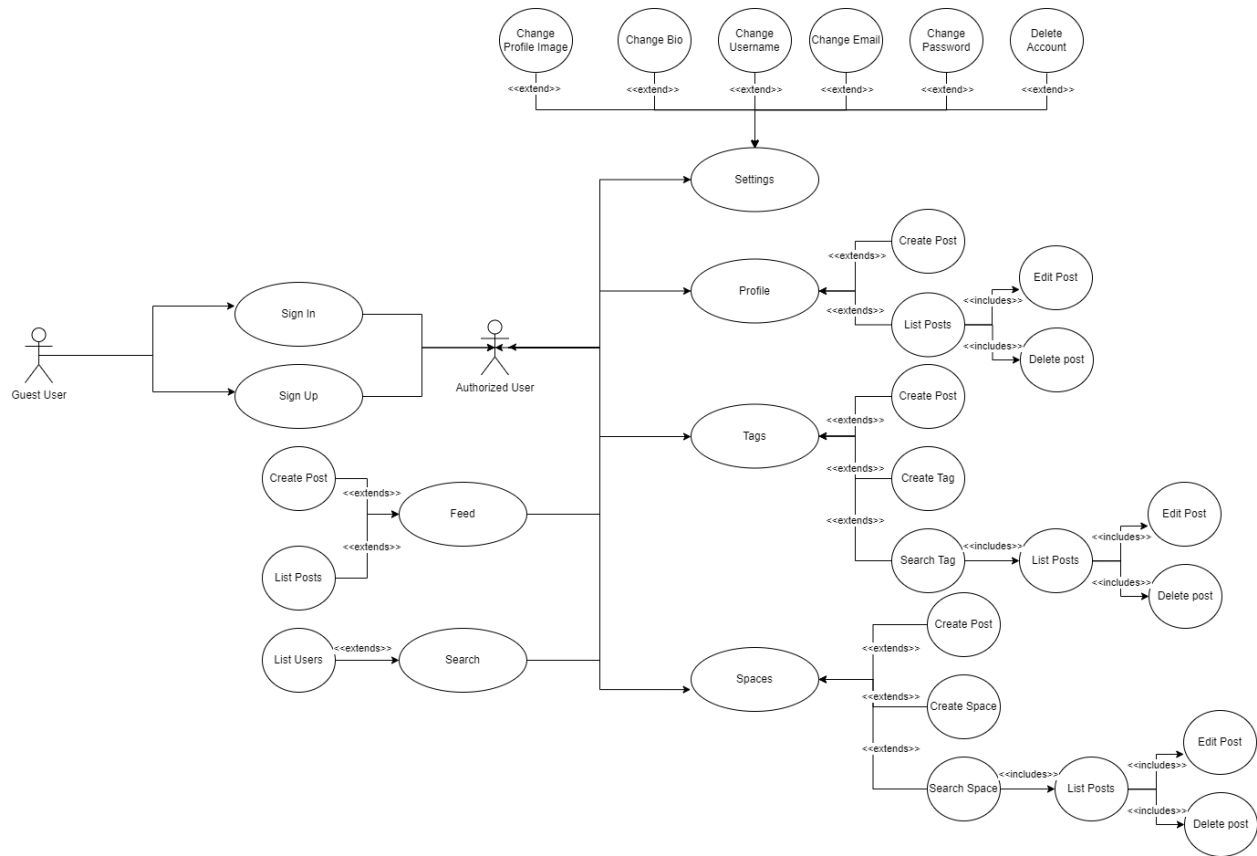 Change
Profile Image
Change Bio
Change
Username
Change Email
Change
Password
Delete
Account
<<extend>>
<<extend>>
<<extend>>
<<extend>>
<<extend>>
<<extend>>
Settings
Create Post
<<extends>>
Profile
<<extends>>
List Posts
<<includes>>
Edit Post
<<includes>>
Delete post
Guest User
Sign In
Sign Up
Authorized User
Create Post
<<extends>>
Tags
<<extends>>
Create Tag
<<extends>>
Search Tag
<<includes>>
List Posts
<<includes>>
Edit Post
<<includes>>
Delete post
Create Post
<<extends>>
Feed
<<extends>>
List Posts
List Users
<<extends>>
Search
Create Post
<<extends>>
Spaces
<<extends>>
Create Space
<<extends>>
Search Space
<<includes>>
List Posts
<<includes>>
Edit Post
<<includes>>
Delete post